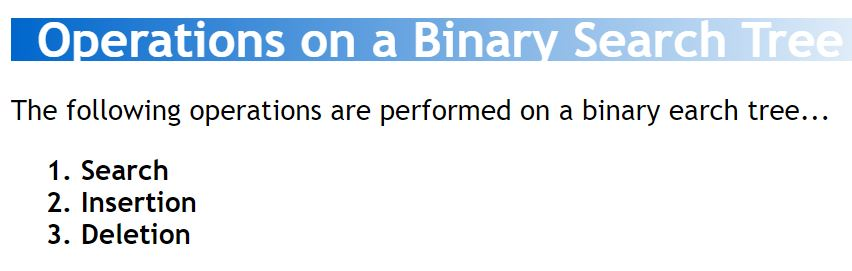 Operations on a Binary Search Tree
The following operations are performed on a binary earch tree...
1. Search
2. Insertion
3. Deletion